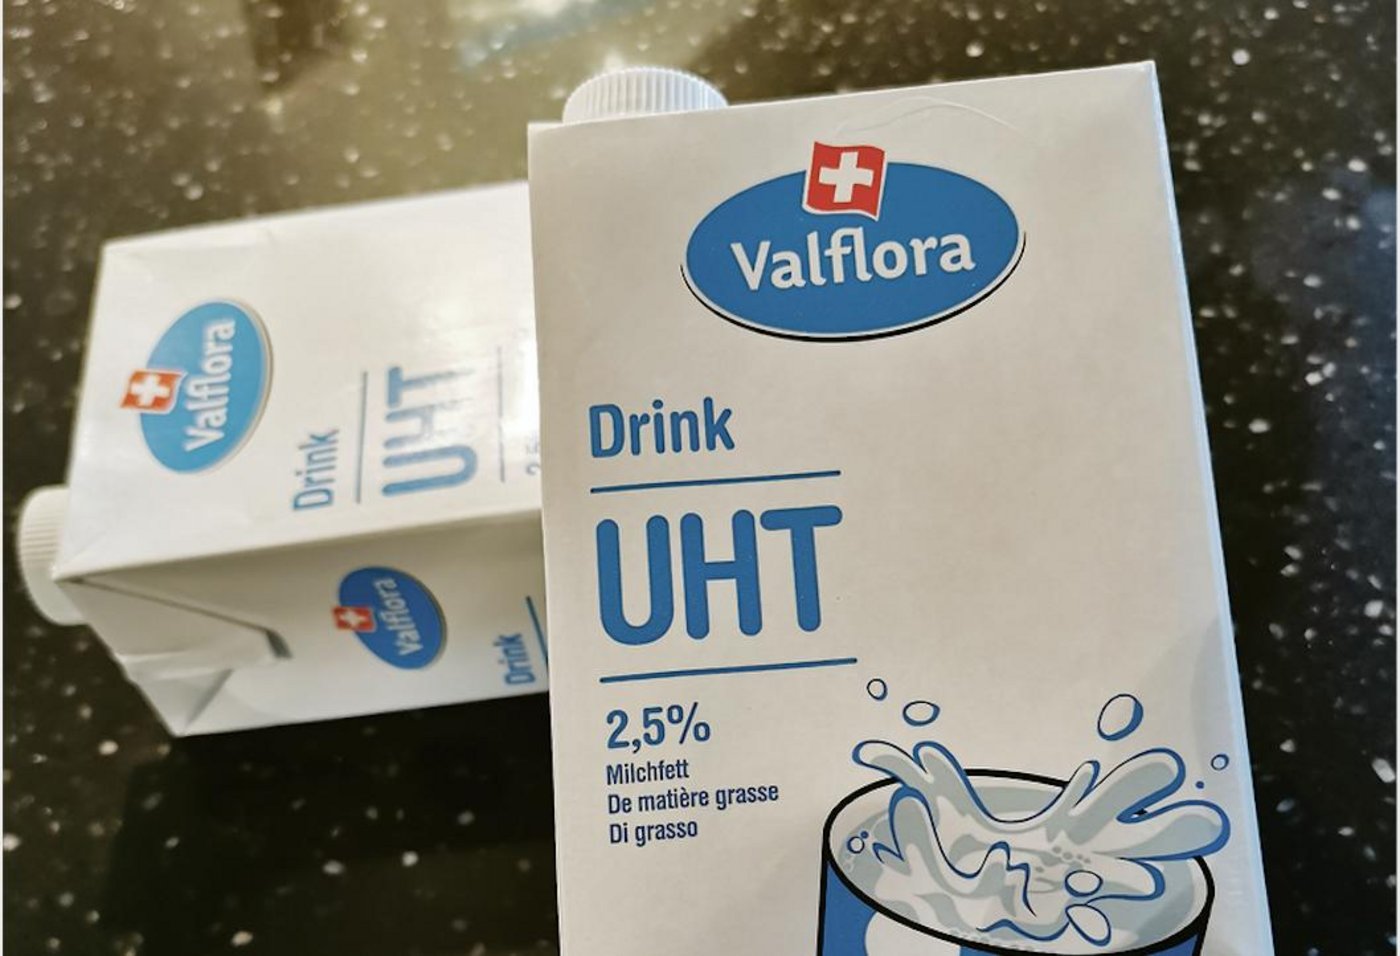 Valflora
Drink
UHT
2,5%
Milchfett
De matière grasse
Di grasso
Valflora
Drink
UHT
Valflora
Drink